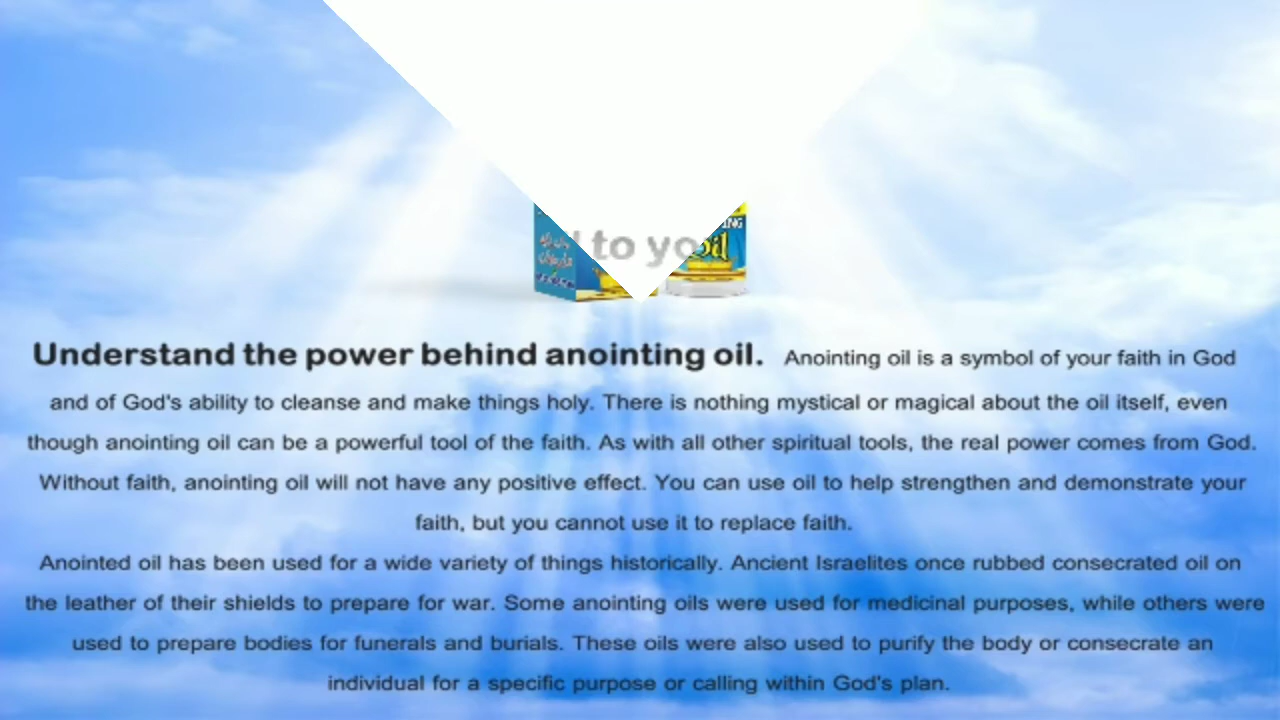 to yo
Oil
Understand the power behind anointing oil. Anointing oil is a symbol of your faith in God
and of God's ability to cleanse and make things holy. There is nothing mystical or magical about the oil itself, even
though anointing oil can be a powerful tool of the faith. As with all other spiritual tools, the real power comes from God.
Without faith, anointing oil will not have any positive effect. You can use oil to help strengthen and demonstrate your
faith, but you cannot use it to replace faith.
Anointed oil has been used for a wide variety of things historically. Ancient Israelites once rubbed consecrated oil on
the leather of their shields to prepare for war. Some anointing oils were used for medicinal purposes, while others were
used to prepare bodies for funerals and burials. These oils were also used to purify the body or consecrate an
individual for a specific purpose or calling within God's plan.